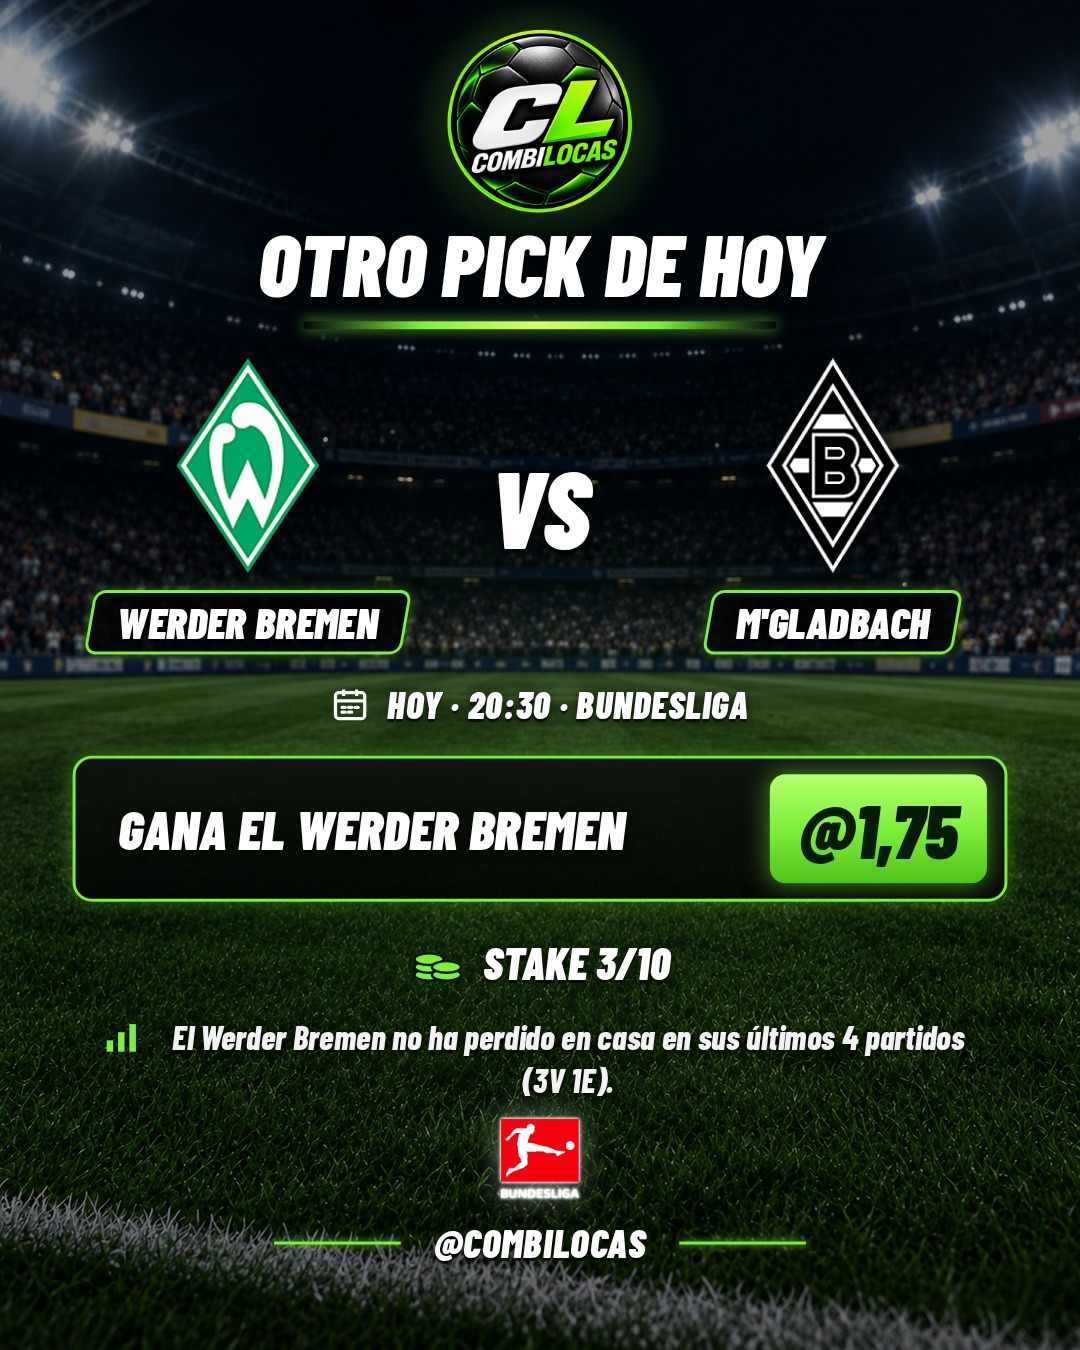 CL
COMBILOCAS
OTRO PICK DE HOY
W
B
VS
WERDER BREMEN
M'GLADBACH
HOY · 20:30 · BUNDESLIGA
GANA EL WERDER BREMEN
@1,75
STAKE 3/10
El Werder Bremen no ha perdido en casa en sus últimos 4 partidos
(3V 1E).
BUNDESLIGA
@COMBILOCAS